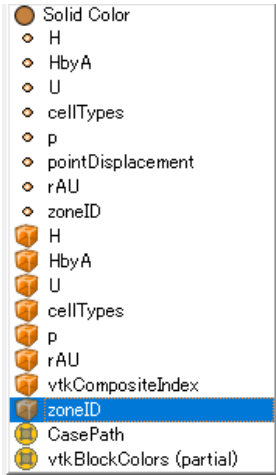 Solid Color
H
HbyA
U
cellTypes
p
pointDisplacement
rAU
zoneID
H
HbyA
U
cellTypes
p
rAU
vtkCompositeIndex
zoneID
CasePath
vtkBlockColors (partial)